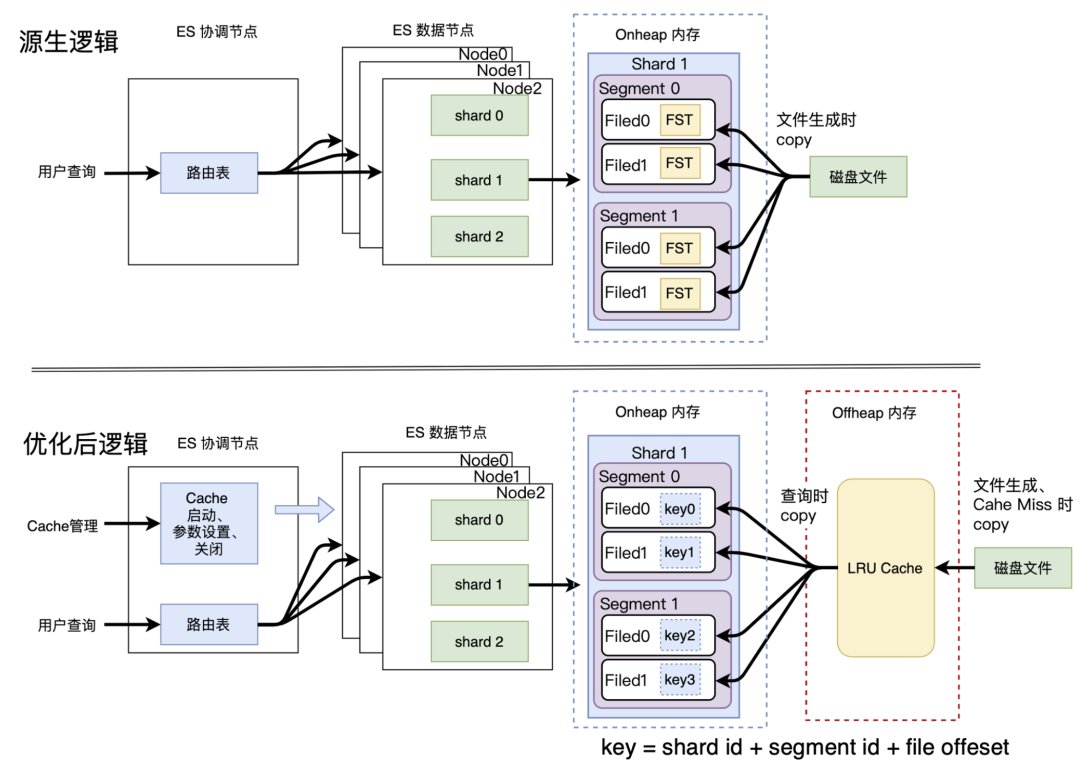 源生逻辑
ES 协调节点
用户查询
路由表
ES 数据节点
Node0
Node1
Node2
shard 0
shard 1
shard 2
Onheap 内存
Shard 1
Segment 0
Filed0
FST
Filed1
FST
Segment 1
Filed0
FST
Filed1
FST
文件生成时
copy
磁盘文件
优化后逻辑
ES 协调节点
Cache管理
Cache
启动、
参数设置、
关闭
用户查询
路由表
ES 数据节点
Node0
Node1
Node2
shard 0
shard 1
shard 2
Onheap 内存
Shard 1
Segment 0
Filed0
key0
Filed1
key1
Segment 1
Filed0
key2
Filed1
key3
查询时
copy
Offheap 内存
LRU Cache
文件生成、
Cahe Miss 时
copy
磁盘文件
key = shard id + segment id + file offeset